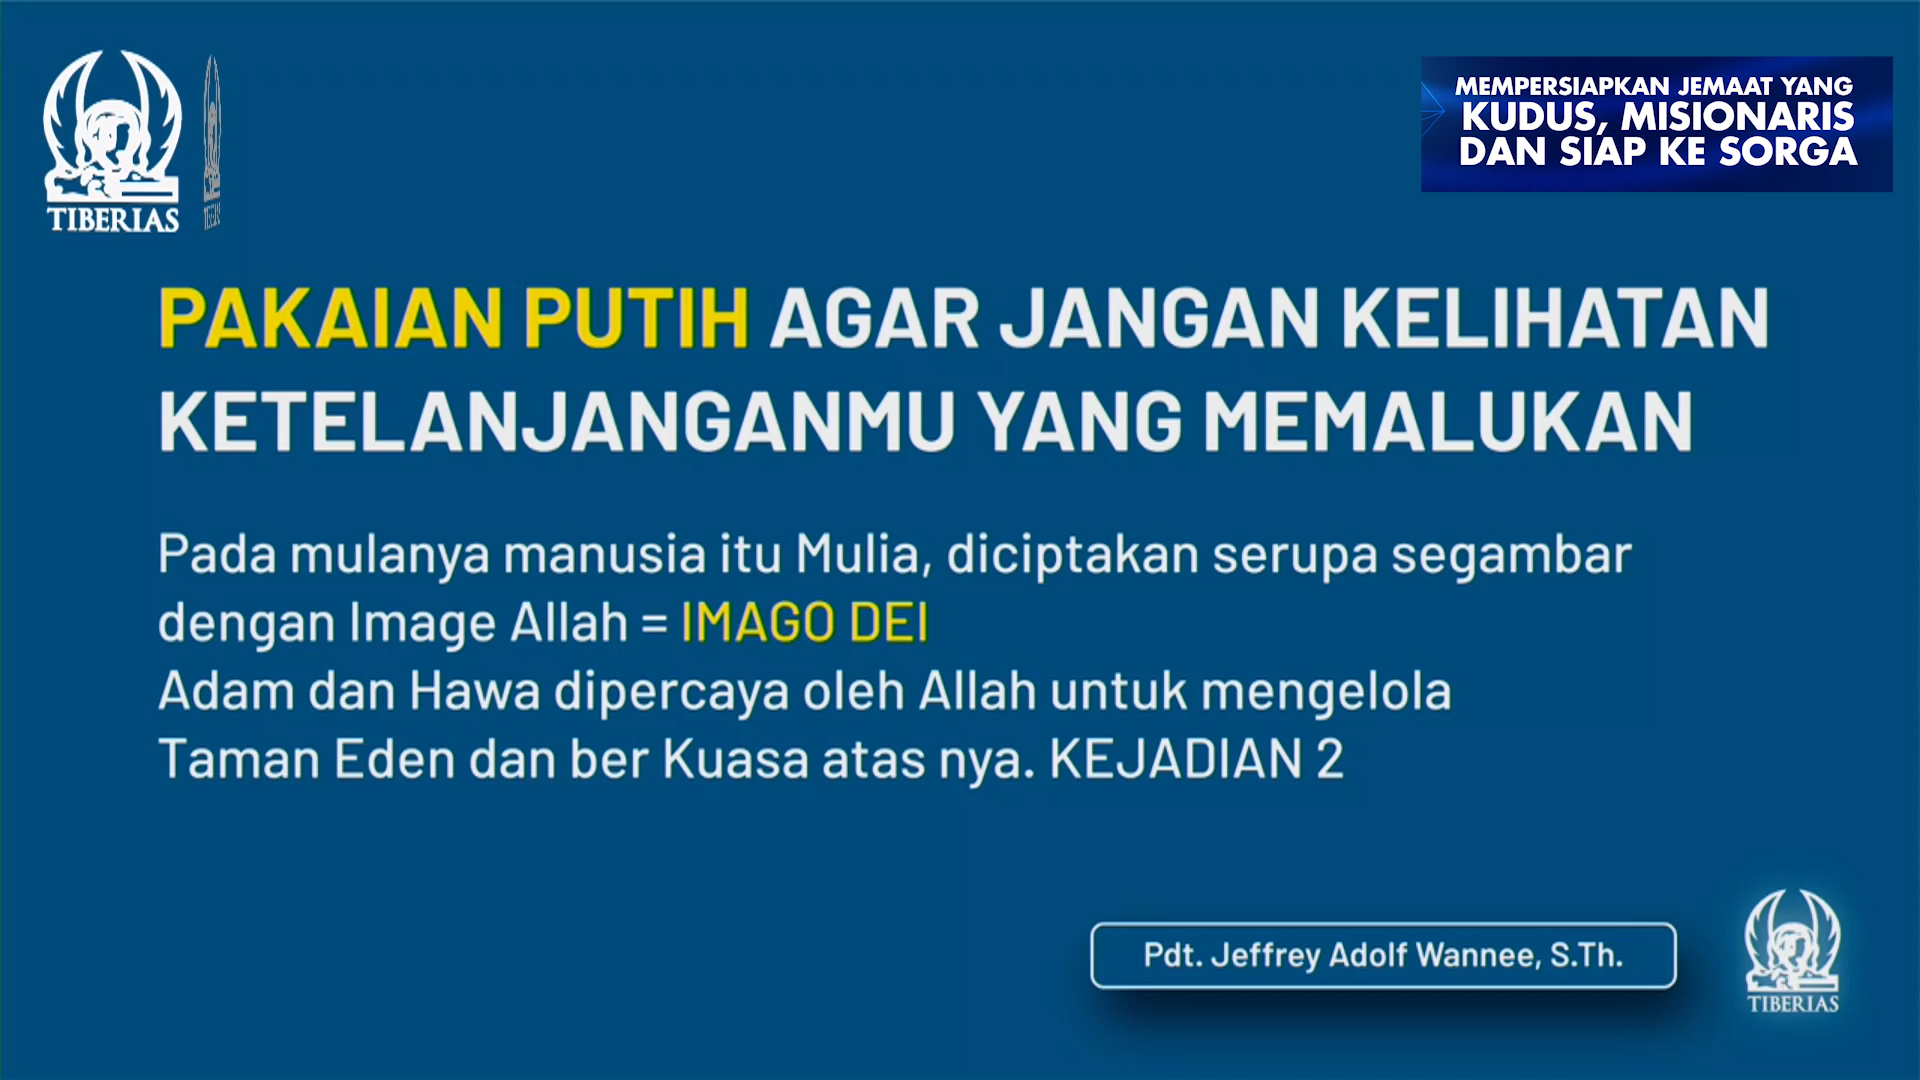 TIBERIAS
MEMPERSIAPKAN JEMAAT YANG
KUDUS, MISIONARIS
DAN SIAP KE SORGA
PAKAIAN PUTIH AGAR JANGAN KELIHATAN
KETELANJANGANMU YANG MEMALUKAN
Pada mulanya manusia itu Mulia, diciptakan serupa segambar
dengan Image Allah = IMAGO DEI
Adam dan Hawa dipercaya oleh Allah untuk mengelola
Taman Eden dan ber Kuasa atas nya. KEJADIAN 2
Pdt. Jeffrey Adolf Wannee, S.Th.
TIBERIAS